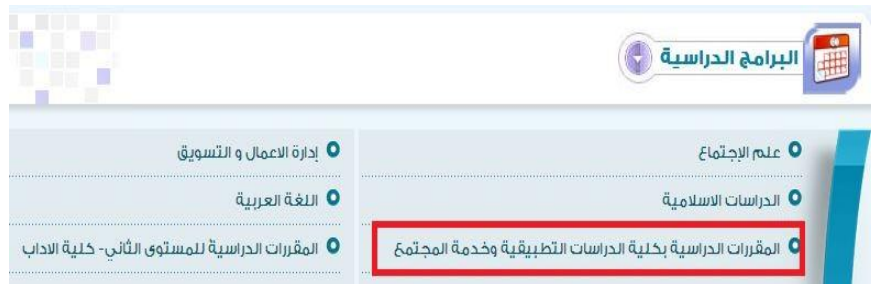 البرامج الدراسية
علم الإجتماع
إدارة الاعمال و التسويق
الدراسات الاسلامية
اللغة العربية
المقررات الدراسية بكلية الدراسات التطبيقية وخدمة المجتمع
المقررات الدراسية للمستوى الثاني- كلية الاداب